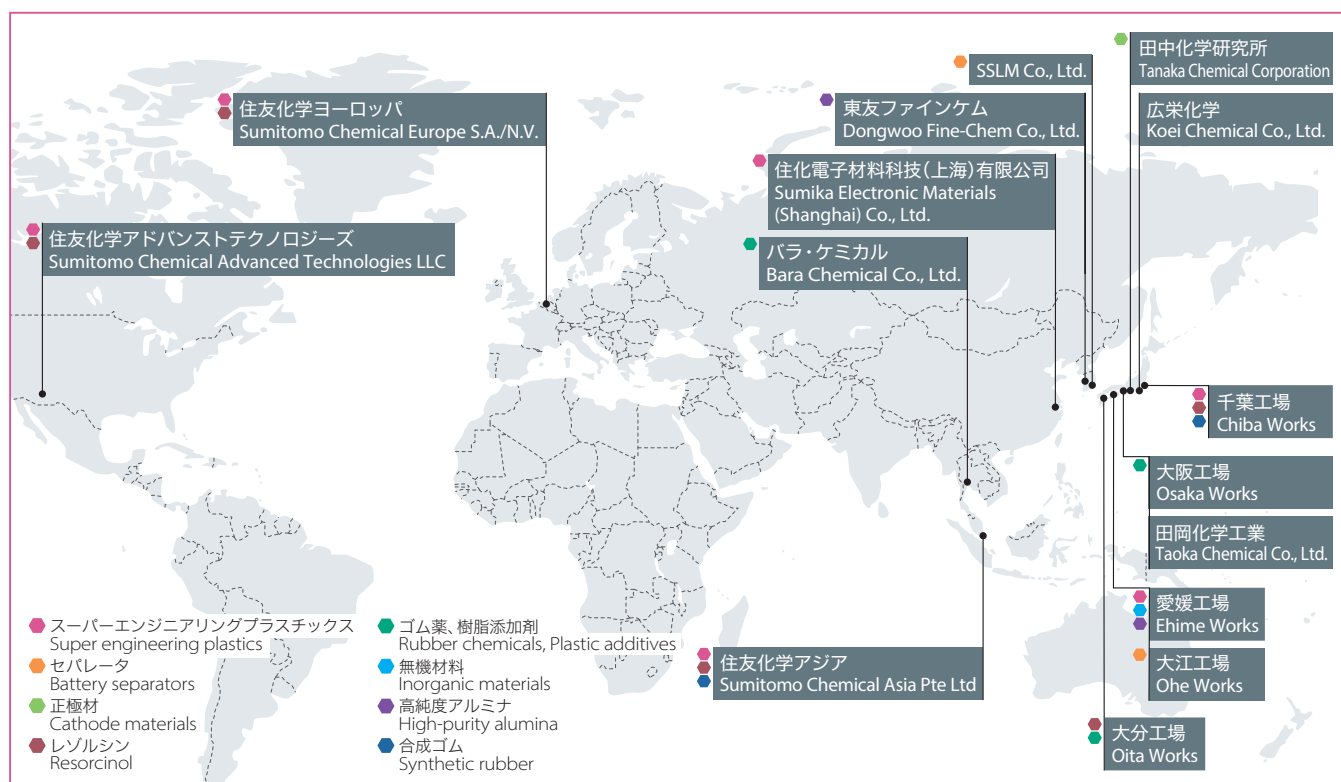 田中化学研究所
Tanaka Chemical Corporation
SSLM Co., Ltd.
住友化学ヨーロッパ
Sumitomo Chemical Europe S.A./N.V.
東友ファインケム
Dongwoo Fine-Chem Co., Ltd.
広栄化学
Koei Chemical Co., Ltd.
住化電子材料科技(上海)有限公司
Sumika Electronic Materials
(Shanghai) Co., Ltd.
住友化学アドバンストテクノロジーズ
Sumitomo Chemical Advanced Technologies LLC
バラ・ケミカル
Bara Chemical Co., Ltd.
千葉工場
Chiba Works
大阪工場
Osaka Works
田岡化学工業
Taoka Chemical Co., Ltd.
愛媛工場
Ehime Works
大江工場
Ohe Works
大分工場
Oita Works
住友化学アジア
Sumitomo Chemical Asia Pte Ltd
スーパーエンジニアリングプラスチックス
Super engineering plastics
セパレータ
Battery separators
正極材
Cathode materials
レゾルシン
Resorcinol
ゴム薬、樹脂添加剤
Rubber chemicals, Plastic additives
無機材料
Inorganic materials
高純度アルミナ
High-purity alumina
合成ゴム
Synthetic rubber